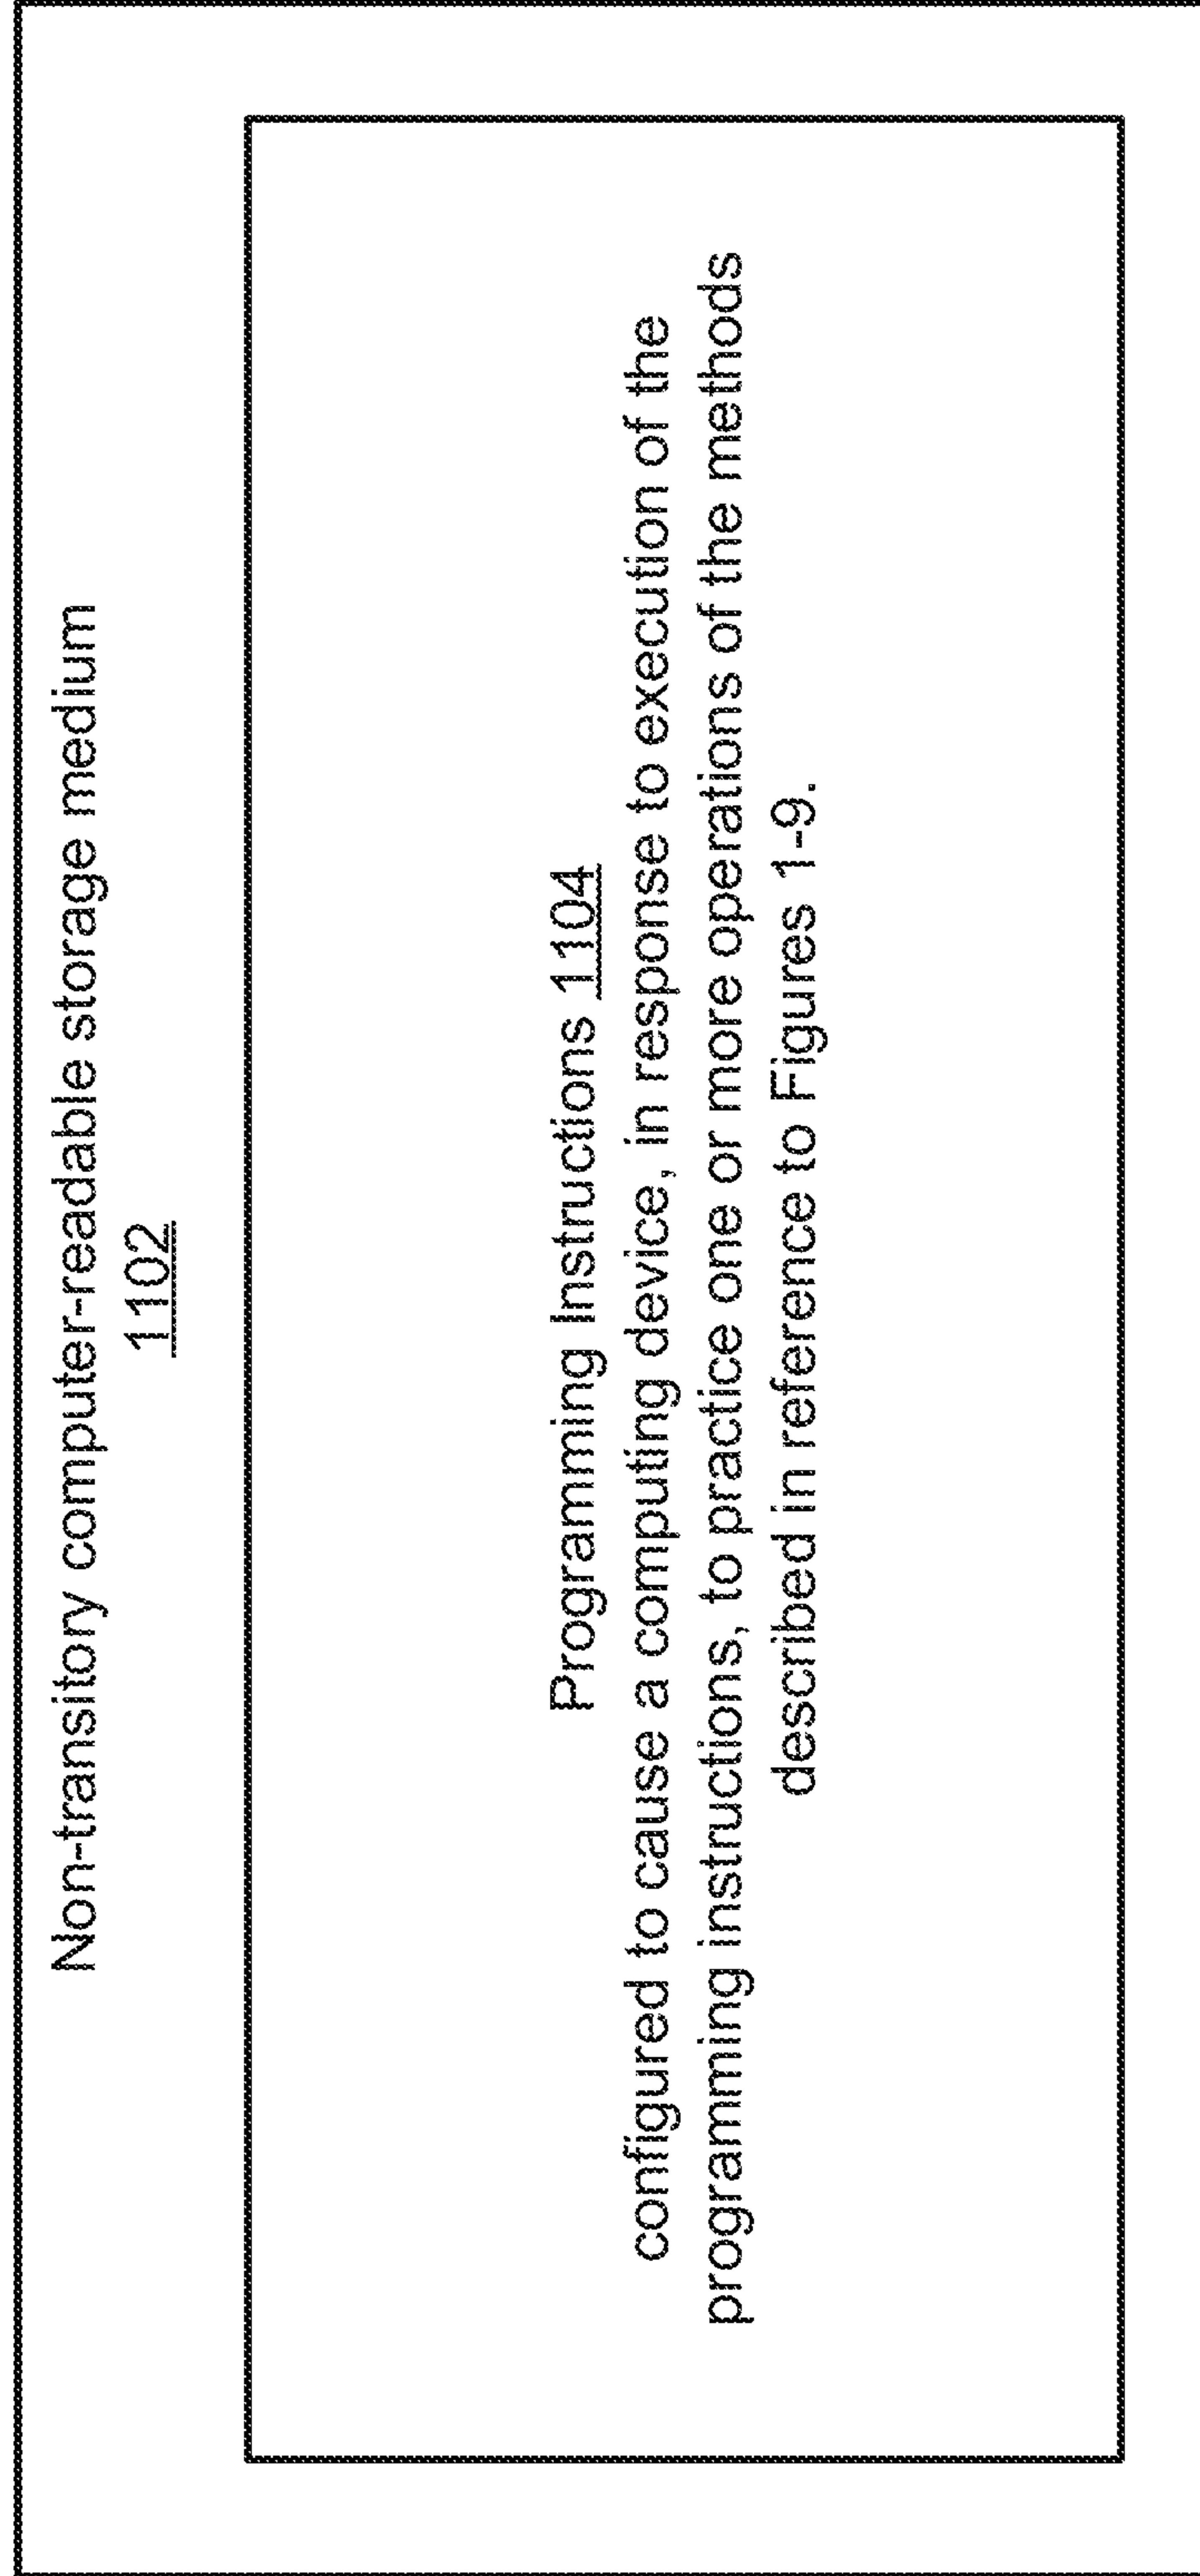 Non-transitory computer-readable storage medium
1102
Programming Instructions 1104
configured to cause a computing device, in response to execution of the
programming instructions, to practice one or more operations of the methods
described in reference to Figures 1-9.